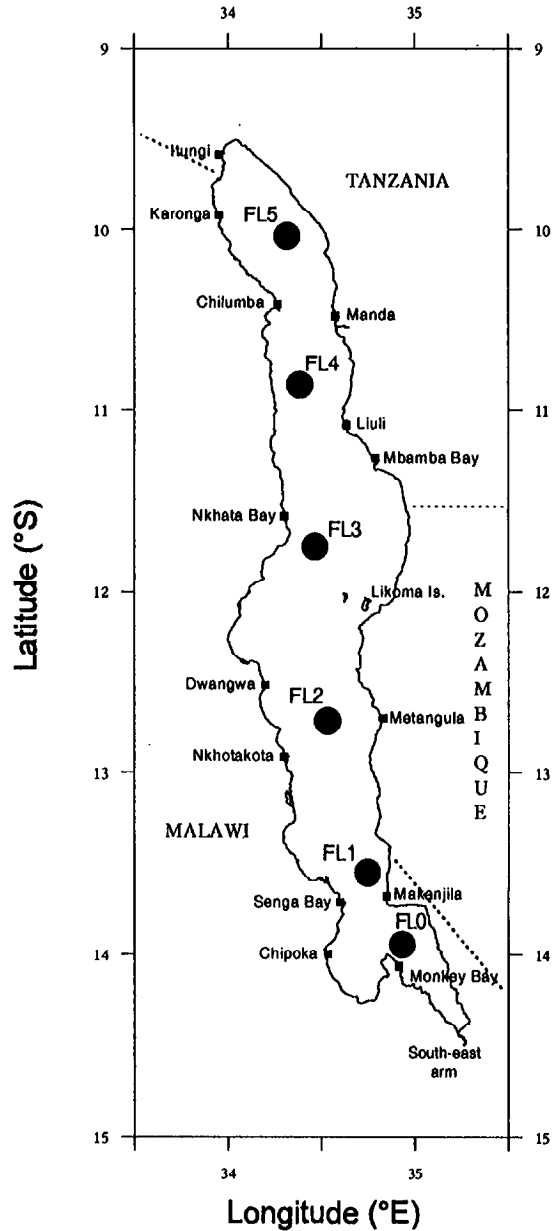 34 35
9 9
Itungi
TANZANIA
Karonga
FL5
10 10
Chilumba
Manda
FL4
11 11
Liuli
Mbamba Bay
Nkhata Bay
FL3
Latitude (°S)
Likoma Is.
12 12
MOZAMBIQUE
Dwangwa
FL2
Metangula
Nkhotakota
13 13
MALAWI
FL1
Makanjila
Senga Bay
FL0
Chipoka
14 14
Monkey Bay
South-east
arm
15 15
34 35
Longitude (°E)